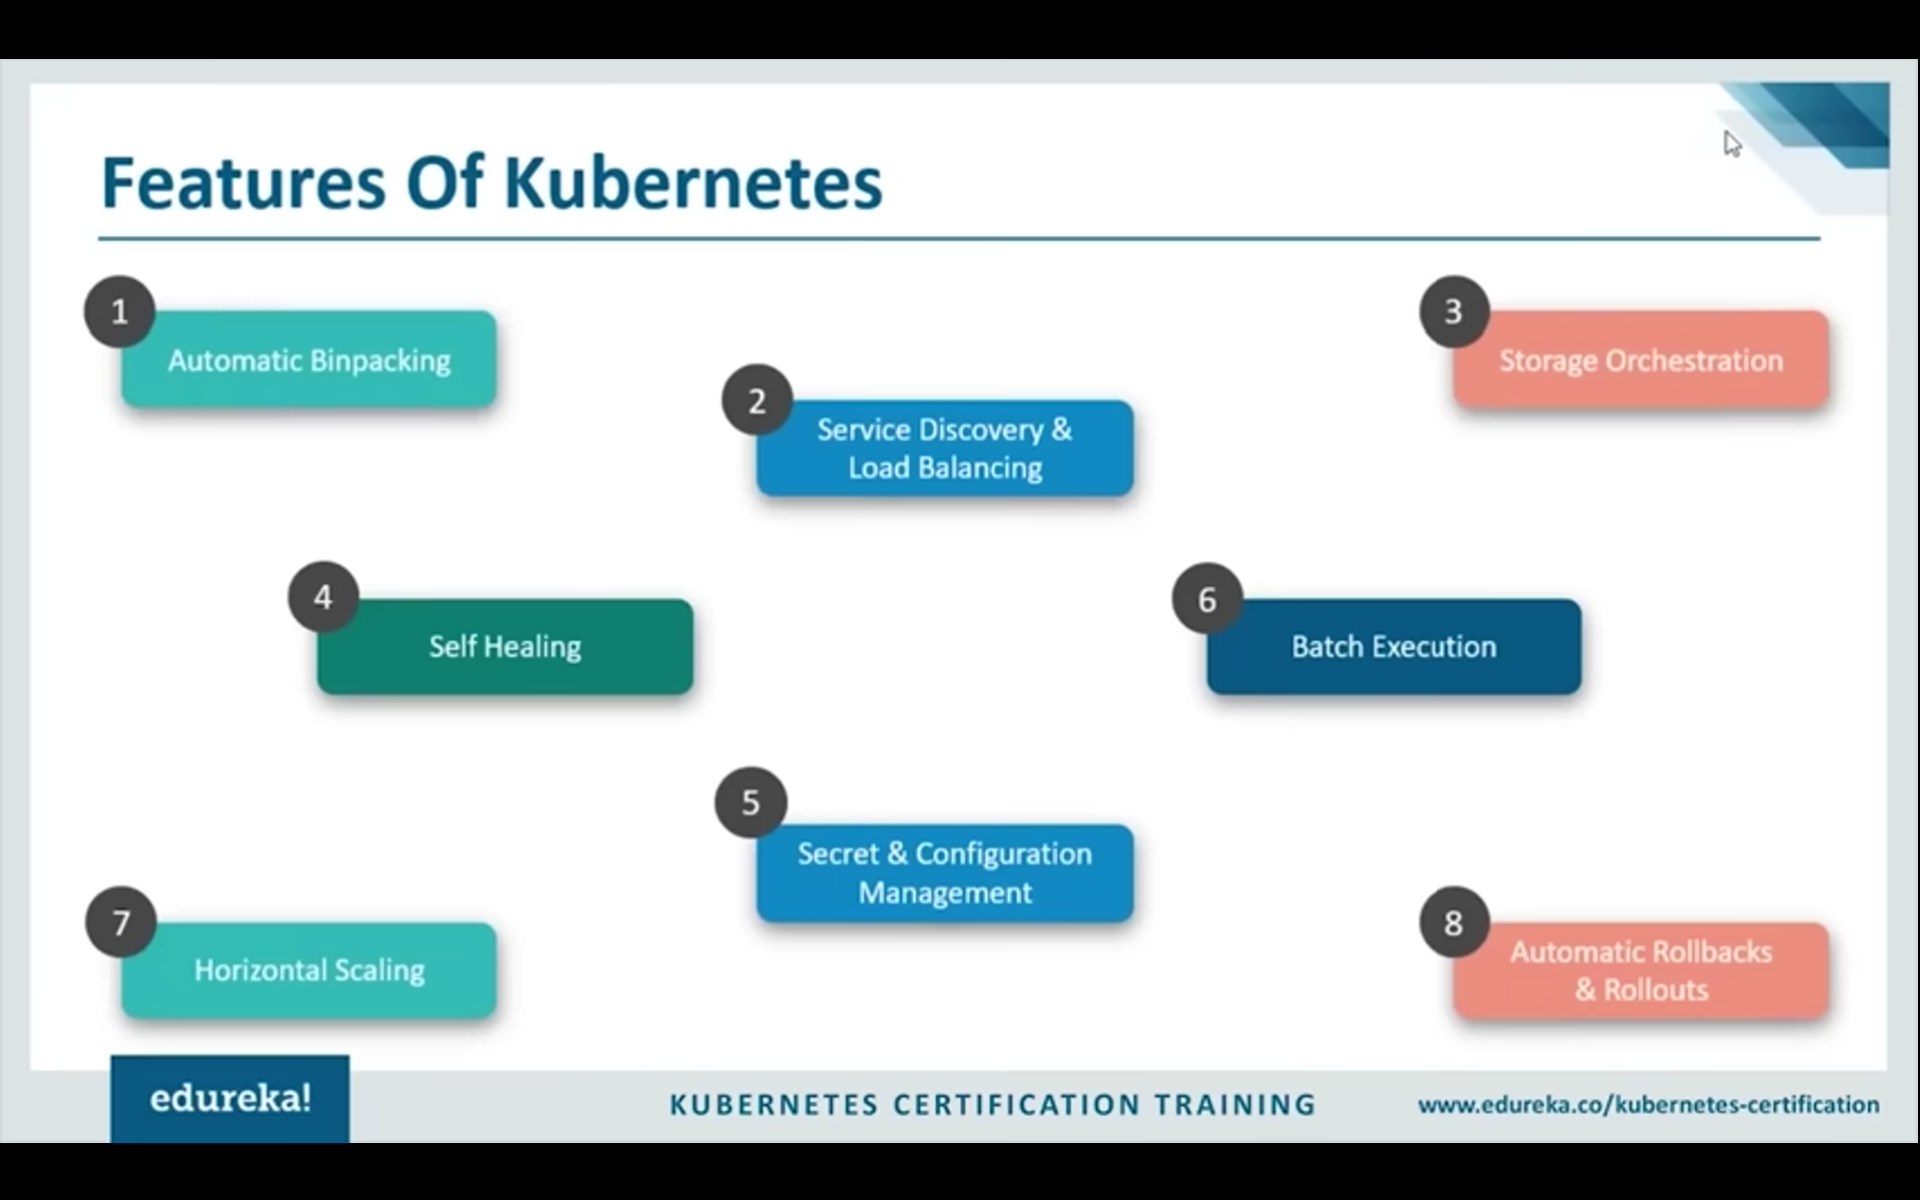 Features Of Kubernetes
1
Automatic Binpacking
2
Service Discovery &
Load Balancing
3
Storage Orchestration
4
Self Healing
5
Secret & Configuration
Management
6
Batch Execution
7
Horizontal Scaling
8
Automatic Rollbacks
& Rollouts
edureka!
KUBERNETES CERTIFICATION TRAINING
www.edureka.co/kubernetes-certification